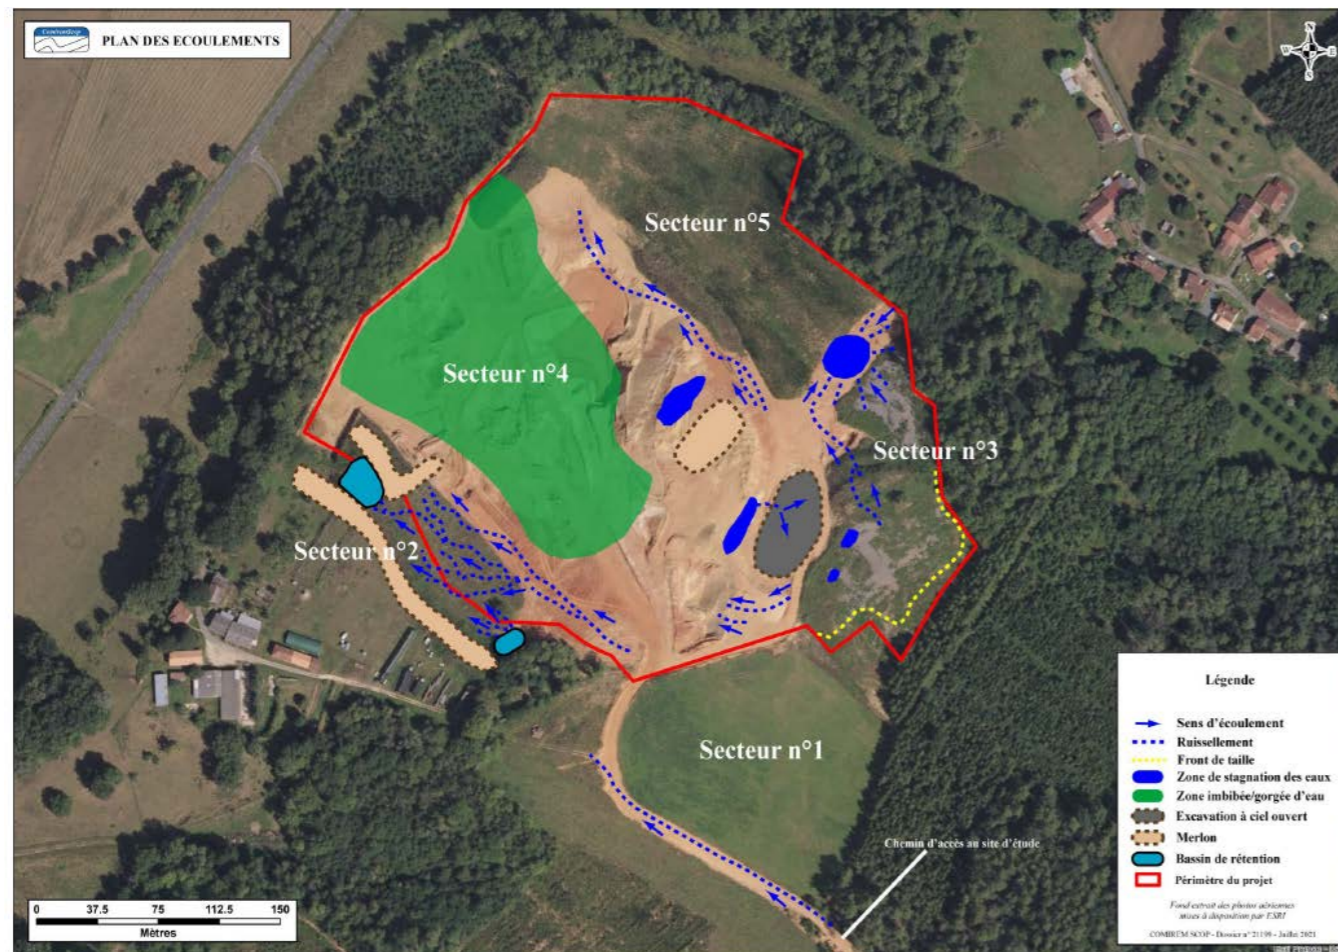 PLAN DES ECOULEMENTS
N
W
E
S
Secteur n°5
Secteur n°4
Secteur n°3
Secteur n°2
Secteur n°1
Chemin d'accès au site d'étude
Légende
Sens d'écoulement
Ruissellement
Front de taille
Zone de stagnation des eaux
Zone imbibée/gorgée d'eau
Excavation à ciel ouvert
Merlon
Bassin de rétention
Périmètre du projet
Fond extrait des photos aériennes
mises à disposition par ESRI
COMIREM SCOP - Dossier n° 21199 - Juillet 2021
0 37.5 75 112.5 150
Mètres